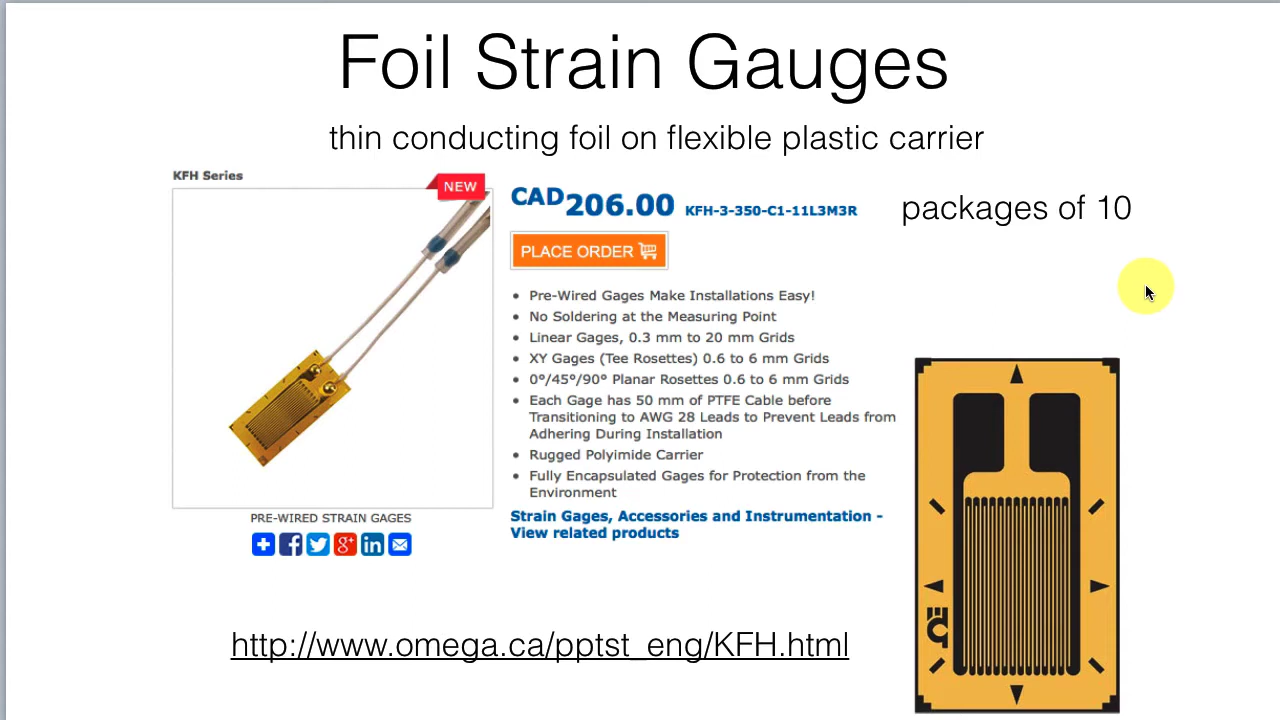 Foil Strain Gauges
thin conducting foil on flexible plastic carrier
KFH Series
NEW
CAD206.00 KFH-3-350-C1-11L3M3R
packages of 10
PLACE ORDER
• Pre-Wired Gages Make Installations Easy!
• No Soldering at the Measuring Point
• Linear Gages, 0.3 mm to 20 mm Grids
• XY Gages (Tee Rosettes) 0.6 to 6 mm Grids
• 0°/45°/90° Planar Rosettes 0.6 to 6 mm Grids
• Each Gage has 50 mm of PTFE Cable before
Transitioning to AWG 28 Leads to Prevent Leads from
Adhering During Installation
• Rugged Polyimide Carrier
• Fully Encapsulated Gages for Protection from the
Environment
Strain Gages, Accessories and Instrumentation -
View related products
PRE-WIRED STRAIN GAGES
http://www.omega.ca/pptst_eng/KFH.html